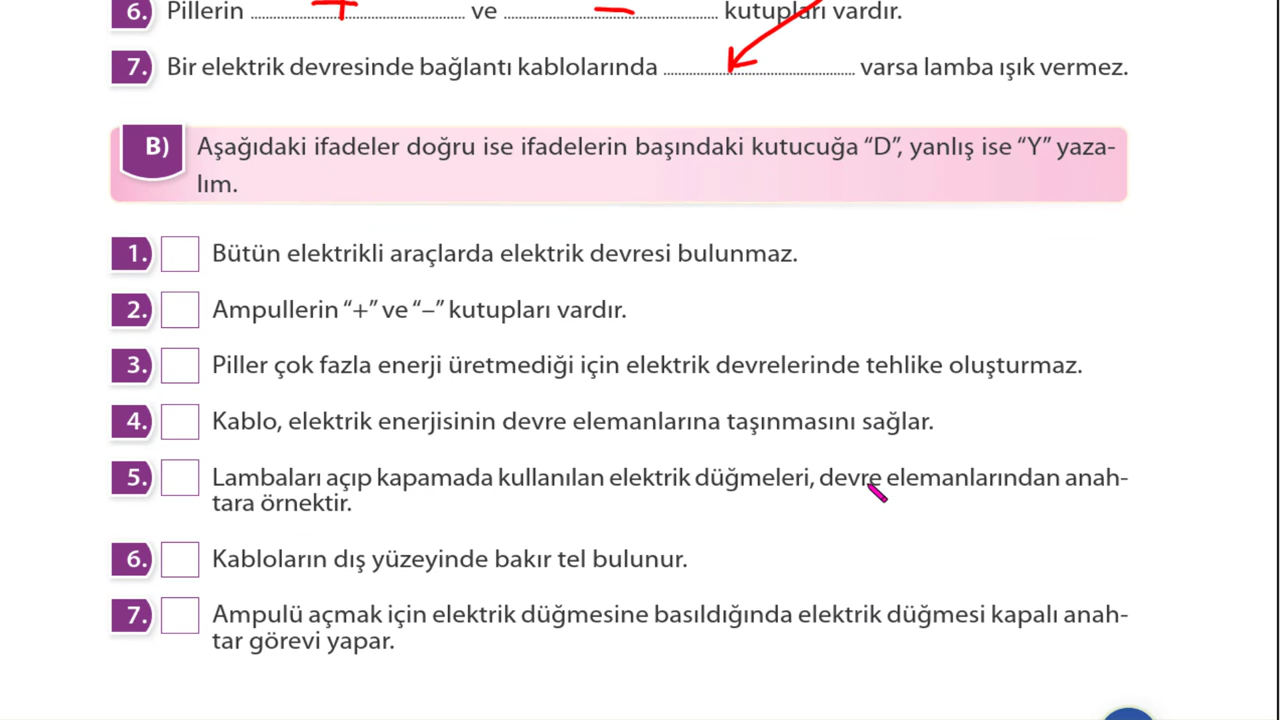 6. Pillerin + ve – kutupları vardır.
7. Bir elektrik devresinde bağlantı kablolarında varsa lamba ışık vermez.
B) Aşağıdaki ifadeler doğru ise ifadelerin başındaki kutucuğa “D”, yanlış ise “Y” yaza-
lım.
1. Bütün elektrikli araçlarda elektrik devresi bulunmaz.
2. Ampullerin “+” ve “–” kutupları vardır.
3. Piller çok fazla enerji üretmediği için elektrik devrelerinde tehlike oluşturmaz.
4. Kablo, elektrik enerjisinin devre elemanlarına taşınmasını sağlar.
5. Lambaları açıp kapamada kullanılan elektrik düğmeleri, devre elemanlarından anah-
tara örnektir.
6. Kabloların dış yüzeyinde bakır tel bulunur.
7. Ampulü açmak için elektrik düğmesine basıldığında elektrik düğmesi kapalı anah-
tar görevi yapar.